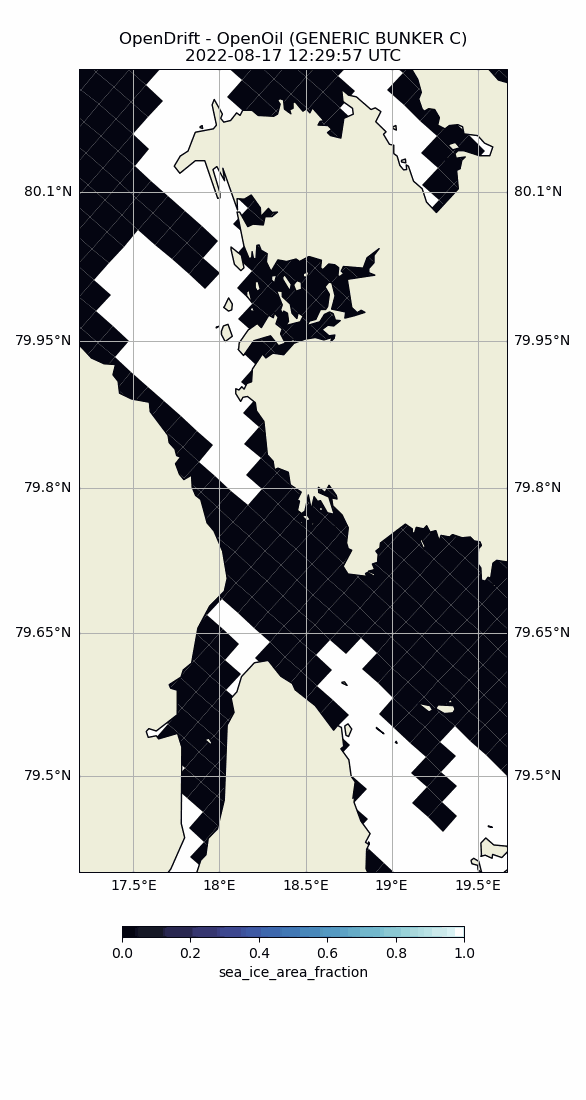 OpenDrift - OpenOil (GENERIC BUNKER C)
2022-08-17 12:29:57 UTC
80.1°N 80.1°N
79.95°N 79.95°N
79.8°N 79.8°N
79.65°N 79.65°N
79.5°N 79.5°N
17.5°E 18°E 18.5°E 19°E 19.5°E
0.0 0.2 0.4 0.6 0.8 1.0
sea_ice_area_fraction